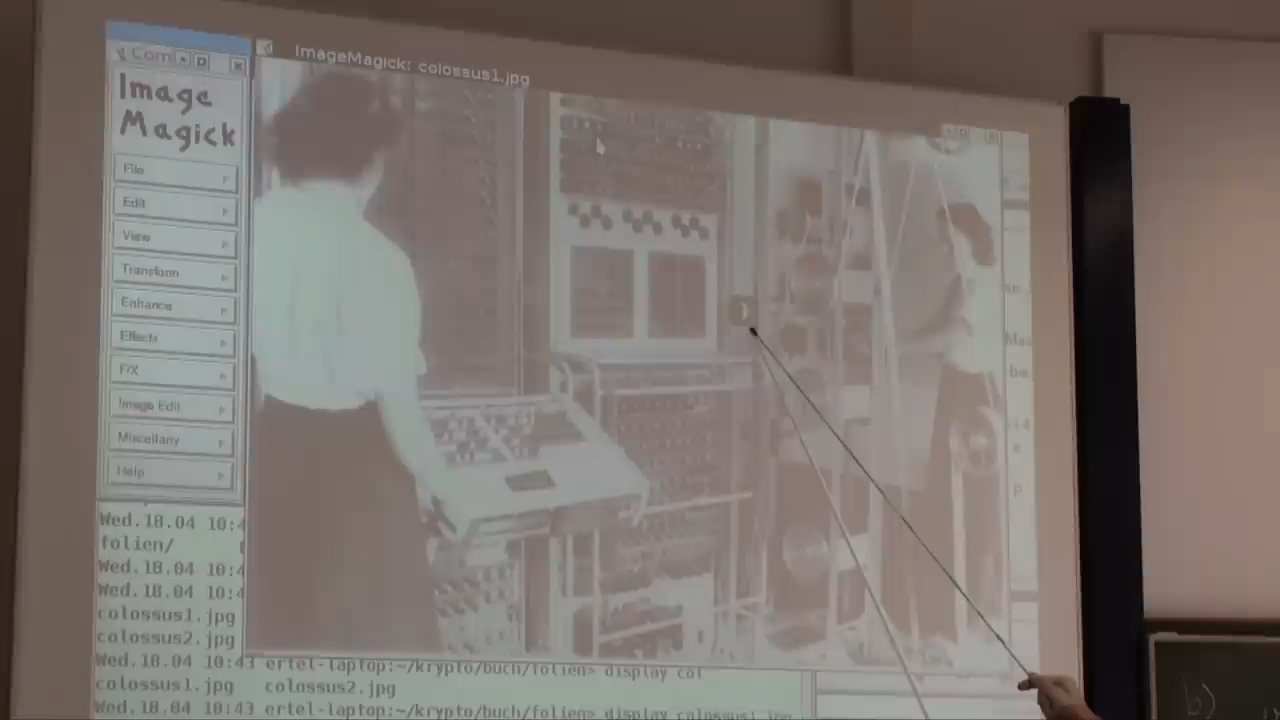 Com
ImageMagick: colossus1.jpg
Image
Magick
File
Edit
View
Transform
Enhance
Effects
F/X
Image Edit
Miscellany
Help
Wed.18.04 10:4
folien/
Wed.18.04 10:4
Wed.18.04 10:4
colossus1.jpg
colossus2.jpg
Wed.18.04 10:43 ertel-laptop:~/krypto/buch/folien> display col
colossus1.jpg colossus2.jpg
Wed.18.04 10:43 ertel-laptop:~/krypto/buch/folien> display colossus1.jpg
b)